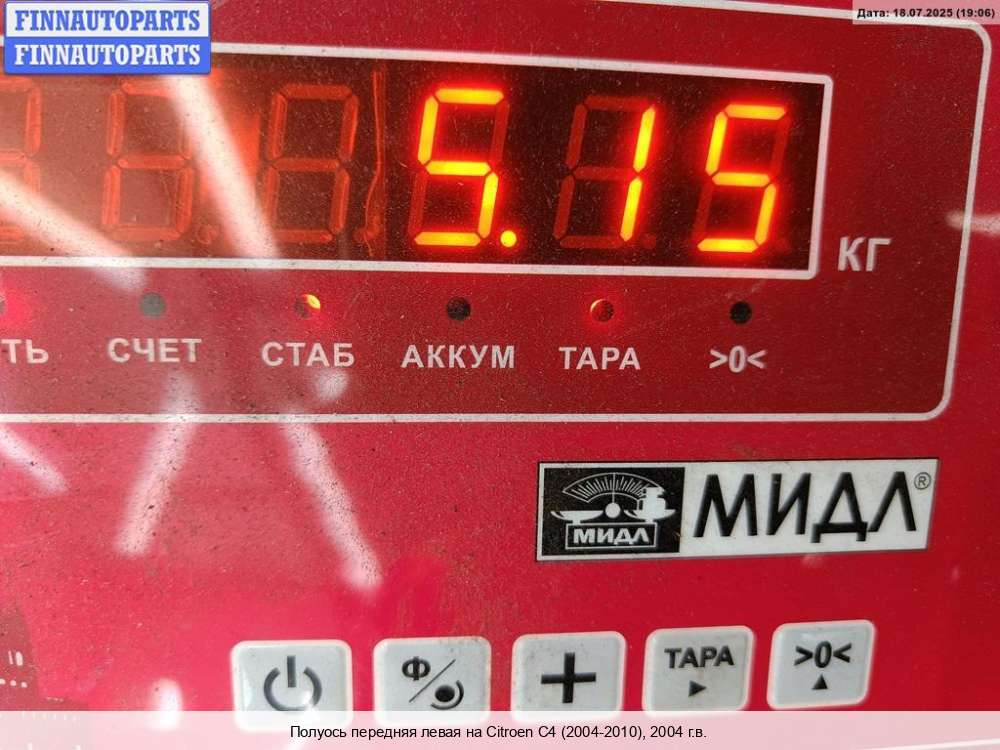 FINNAUTOPARTS
FINNAUTOPARTS
Дата: 18.07.2025 (19:06)
5.15
КГ
ТЬ СЧЕТ СТАБ АККУМ ТАРА >0<
МИДЛ МИДЛ®
Ф ТАРА >0<
Полуось передняя левая на Citroen C4 (2004-2010), 2004 г.в.